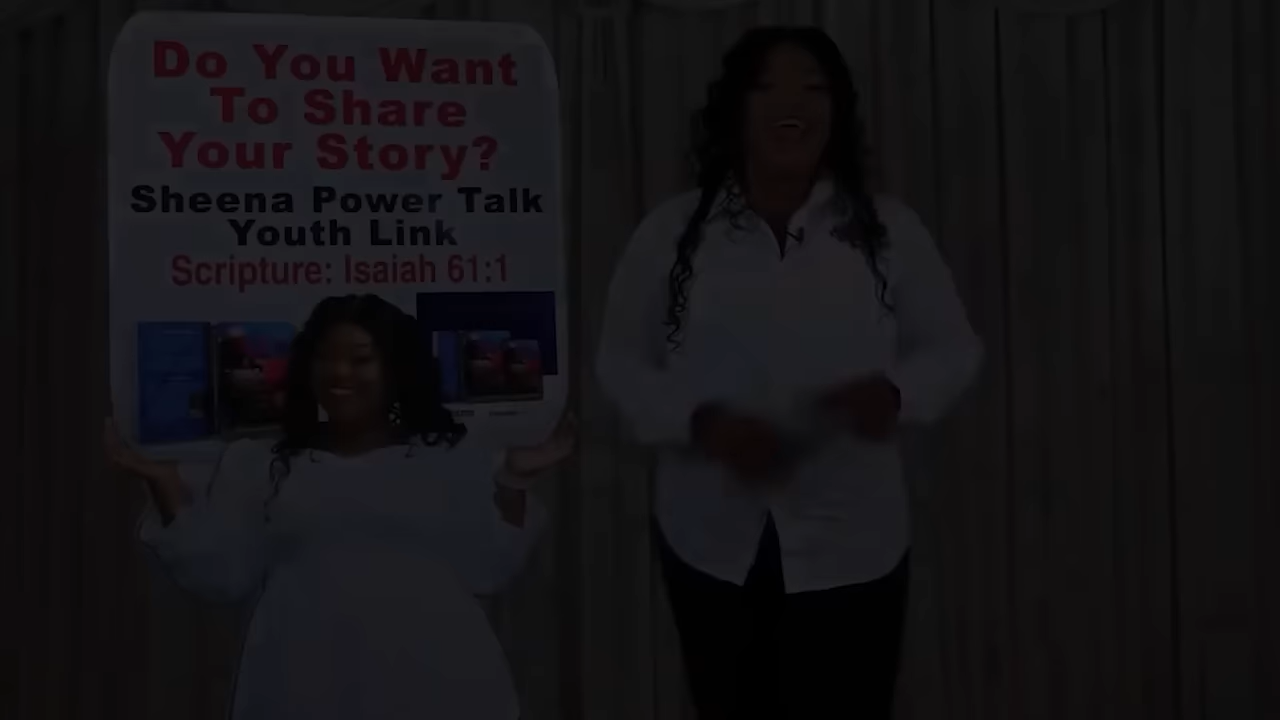 Do You Want
To Share
Your Story?
Sheena Power Talk
Youth Link
Scripture: Isaiah 61:1